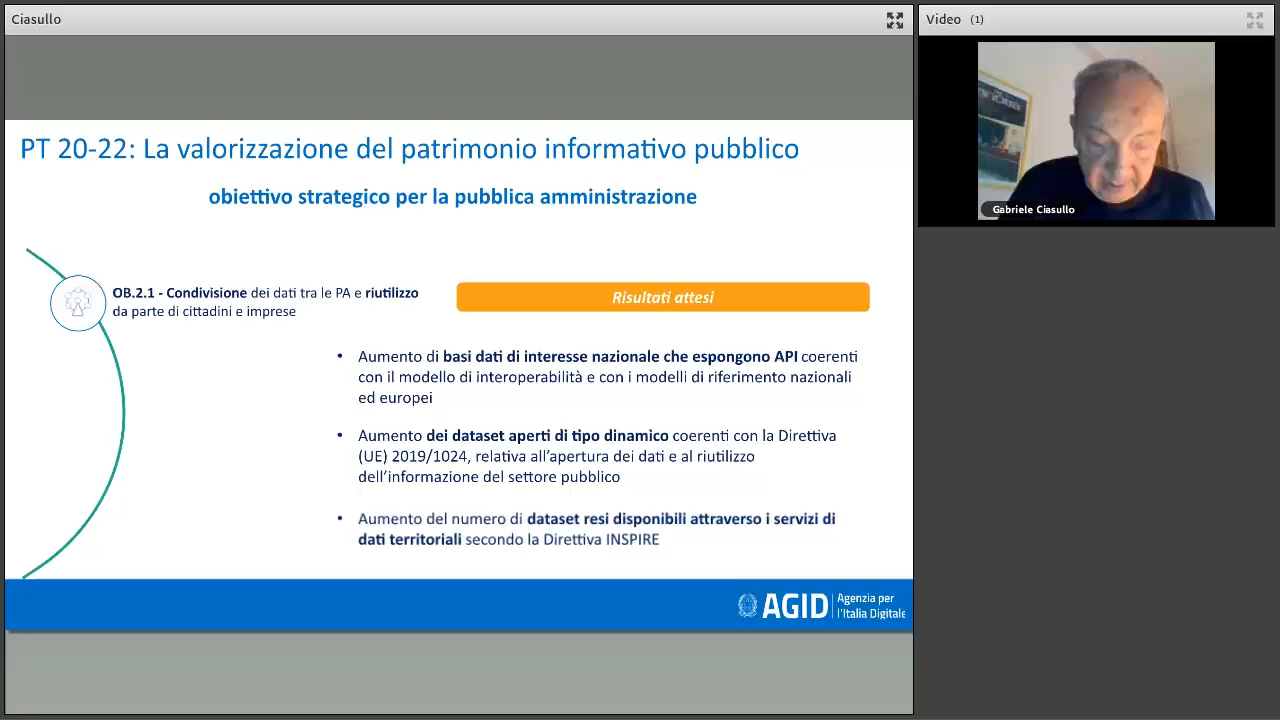 Ciasullo
Video (1)
PT 20-22: La valorizzazione del patrimonio informativo pubblico
obiettivo strategico per la pubblica amministrazione
OB.2.1 - Condivisione dei dati tra le PA e riutilizzo
da parte di cittadini e imprese
Risultati attesi
• Aumento di basi dati di interesse nazionale che espongono API coerenti
con il modello di interoperabilità e con i modelli di riferimento nazionali
ed europei
• Aumento dei dataset aperti di tipo dinamico coerenti con la Direttiva
(UE) 2019/1024, relativa all'apertura dei dati e al riutilizzo
dell'informazione del settore pubblico
• Aumento del numero di dataset resi disponibili attraverso i servizi di
dati territoriali secondo la Direttiva INSPIRE
AGID
Agenzia per
l'Italia Digitale
Gabriele Ciasullo